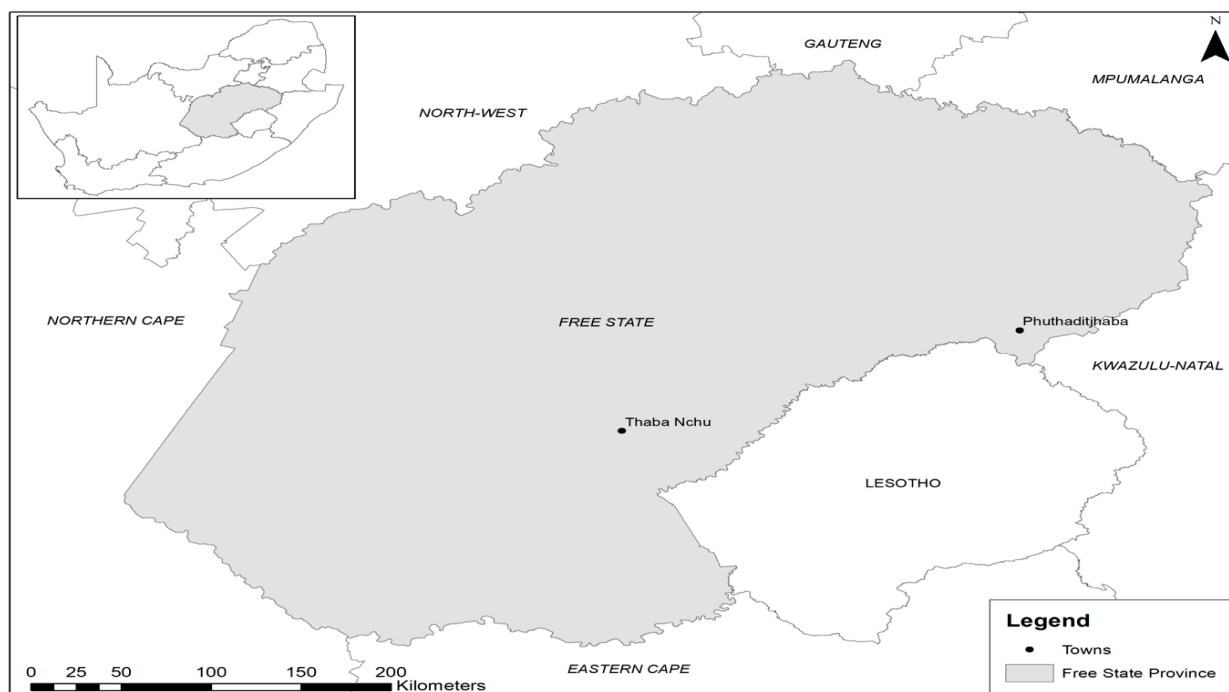 N
GAUTENG
MPUMALANGA
NORTH-WEST
NORTHERN CAPE
FREE STATE
Phuthaditjhaba
KWAZULU-NATAL
Thaba Nchu
LESOTHO
Legend
Towns
Free State Province
EASTERN CAPE
0 25 50 100 150 200
Kilometers